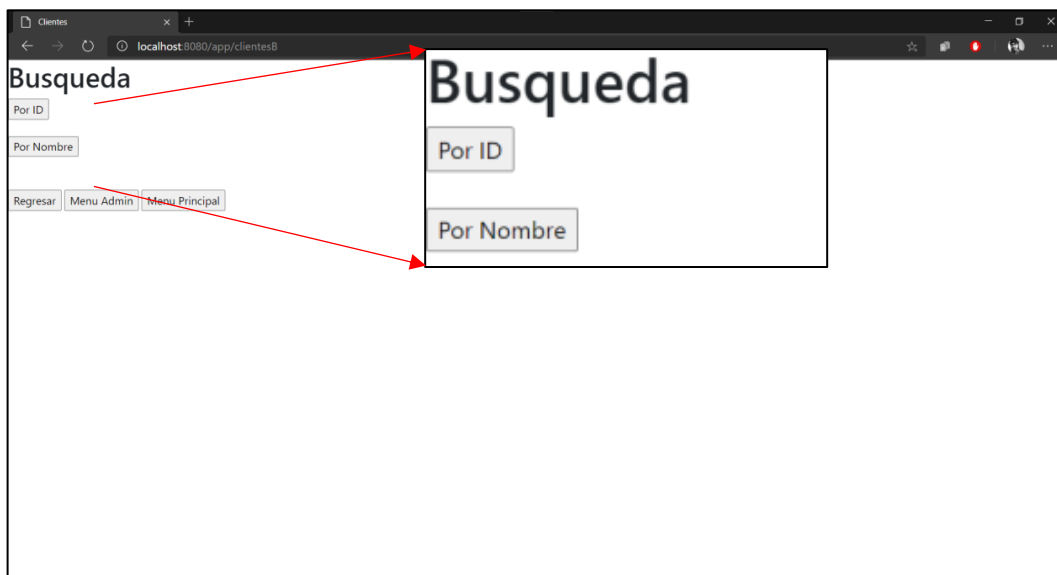 Clientes
localhost:8080/app/clientesB
Busqueda
Por ID
Por Nombre
Regresar Menu Admin Menu Principal
Busqueda
Por ID
Por Nombre